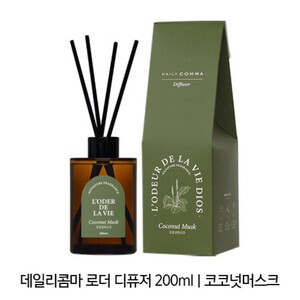 DAILY COMMA
Diffuser
L'ODEUR DE LA VIE DIOS
Coconut Musk
L'ODER
DE LA
VIE
Coconut Musk
데일리콤마 로더 디퓨저 200ml | 코코넛머스크